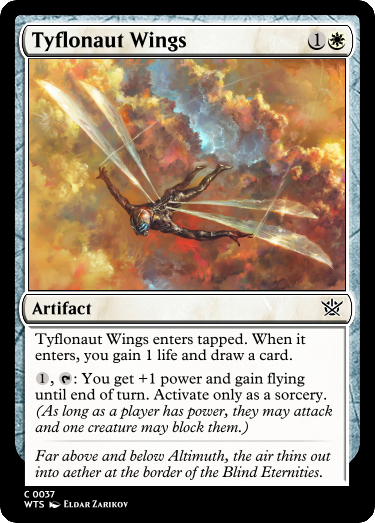 Tyflonaut Wings 1
Artifact
Tyflonaut Wings enters tapped. When it
enters, you gain 1 life and draw a card.
1, : You get +1 power and gain flying
until end of turn. Activate only as a sorcery.
(As long as a player has power, they may attack
and one creature may block them.)
Far above and below Altimuth, the air thins out
into aether at the border of the Blind Eternities.
C 0037
WTS Eldar Zarikov